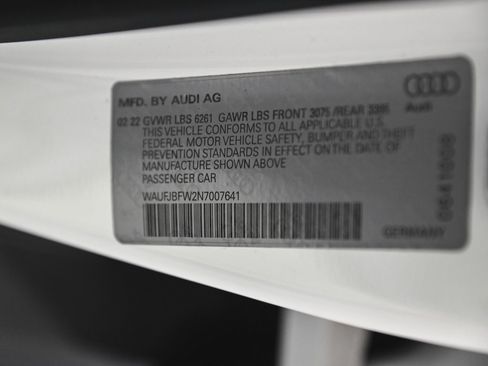 MFD. BY AUDI AG
02 22 GVWR LBS 6261 GAWR LBS FRONT 3075 /REAR 3395
THIS VEHICLE CONFORMS TO ALL APPLICABLE U.S.
FEDERAL MOTOR VEHICLE SAFETY, BUMPER AND THEFT
PREVENTION STANDARDS IN EFFECT ON THE DATE OF
MANUFACTURE SHOWN ABOVE
PASSENGER CAR
WAUFJBFW2N7007641
Audi
GERMANY